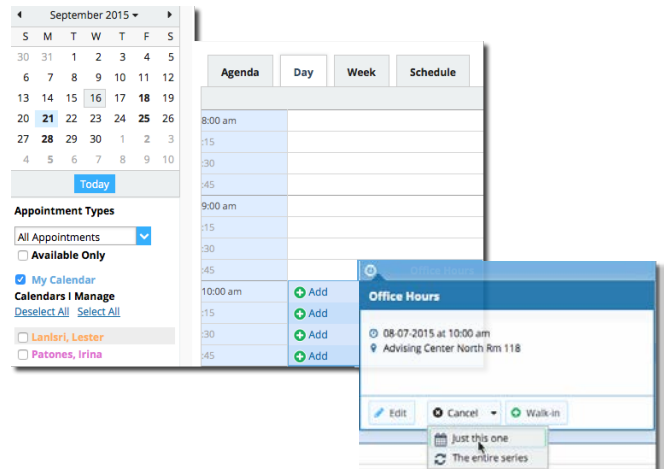 September 2015
S M T W T F S
30 31 1 2 3 4 5
6 7 8 9 10 11 12
13 14 15 16 17 18 19
20 21 22 23 24 25 26
27 28 29 30 1 2 3
4 5 6 7 8 9 10
Today
Appointment Types
All Appointments
Available Only
My Calendar
Calendars I Manage
Deselect All Select All
Lanlsri, Lester
Patones, Irina
Agenda Day Week Schedule
8:00 am
:15
:30
:45
9:00 am
:15
:30
:45
10:00 am Add
:15 Add
:30 Add
:45 Add
Office Hours
Office Hours
08-07-2015 at 10:00 am
Advising Center North Rm 118
Edit Cancel Walk-in
Just this one
The entire series